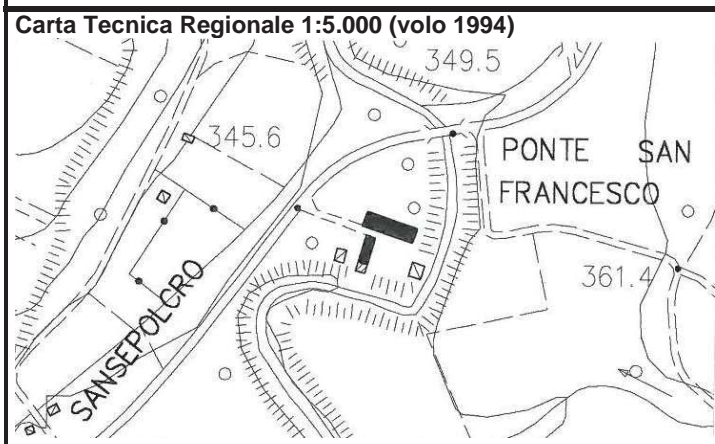 Carta Tecnica Regionale 1:5.000 (volo 1994)
349.5
345.6
PONTE SAN
FRANCESCO
361.4
SANSEPOLCRO